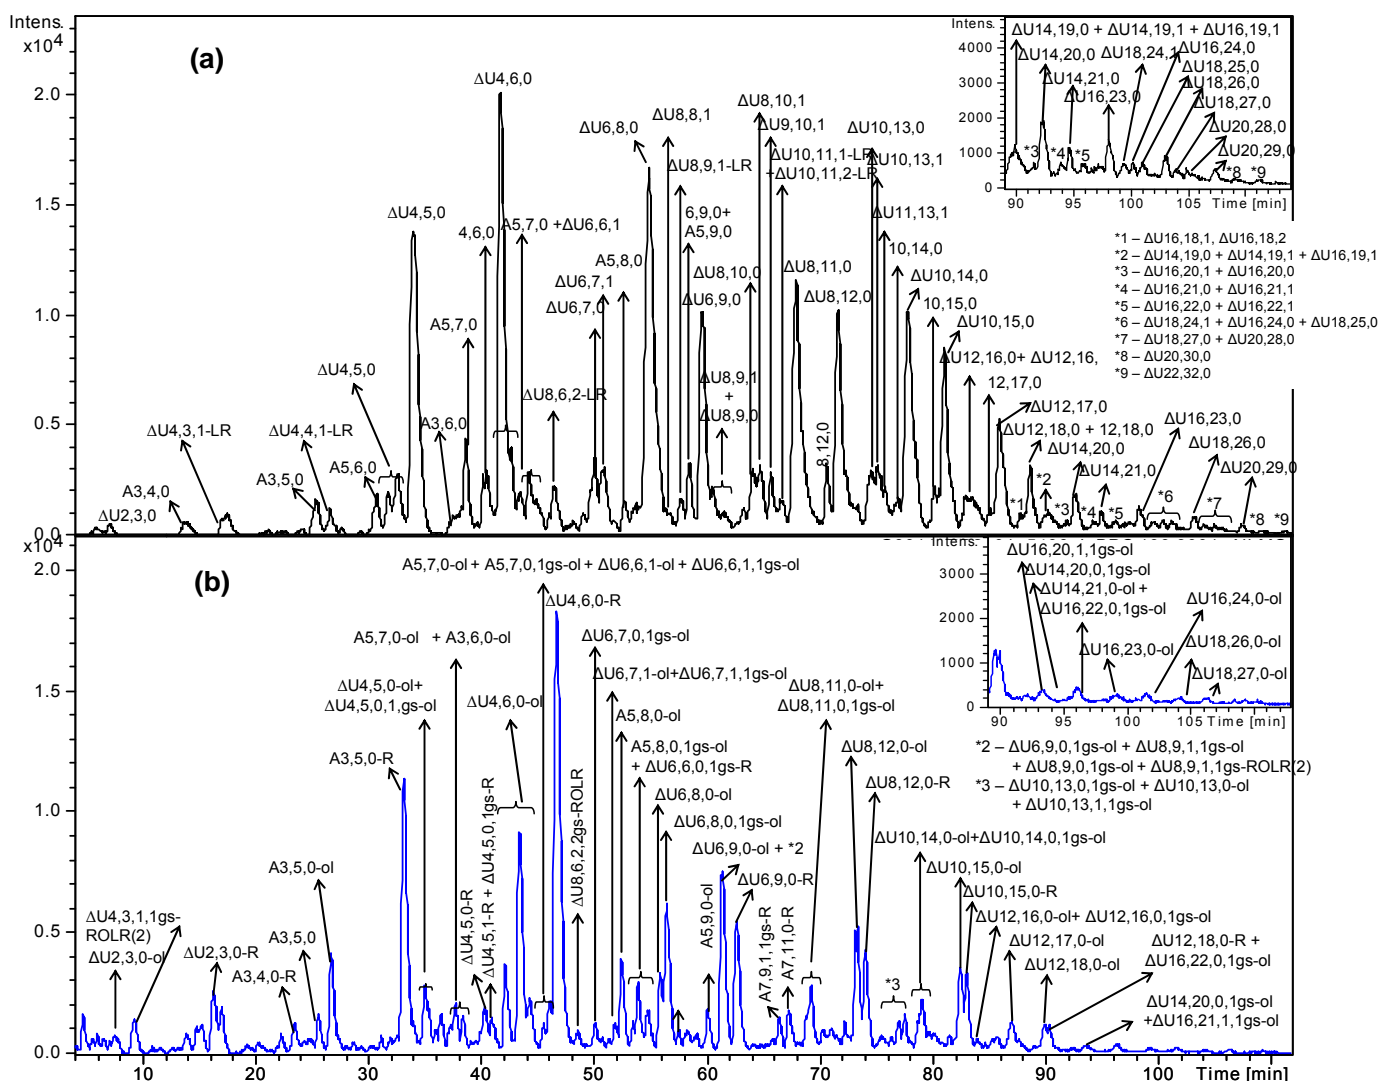 Intens.
x10⁴
(a)
2.0
1.5
1.0
0.5
0.0
ΔU2,3,0
A3,4,0
ΔU4,3,1-LR
A3,5,0
ΔU4,4,1-LR
A5,6,0
ΔU4,5,0
ΔU4,5,0
A3,6,0
A5,7,0
4,6,0
ΔU4,6,0
A5,7,0 +ΔU6,6,1
ΔU8,6,2-LR
ΔU6,7,0
ΔU6,7,1
A5,8,0
ΔU6,8,0
ΔU8,8,1
ΔU8,9,1-LR
6,9,0+
A5,9,0
ΔU6,9,0
ΔU8,9,1
+
ΔU8,9,0
ΔU8,10,0
ΔU8,10,1
ΔU9,10,1
ΔU10,11,1-LR
+ΔU10,11,2-LR
ΔU8,11,0
8,12,0
ΔU8,12,0
ΔU10,13,0
ΔU10,13,1
ΔU11,13,1
10,14,0
ΔU10,14,0
10,15,0
ΔU10,15,0
ΔU12,16,0+ ΔU12,16,
12,17,0
ΔU12,17,0
*1
ΔU12,18,0 + 12,18,0
*2
*3
ΔU14,20,0
*4
ΔU14,21,0
*5
ΔU16,23,0
*6
ΔU18,26,0
*7
ΔU20,29,0
*8
*9
Intens.
4000
3000
2000
1000
0
ΔU14,19,0 + ΔU14,19,1 + ΔU16,19,1
ΔU14,20,0
ΔU14,21,0
ΔU16,23,0
ΔU18,24,1
ΔU16,24,0
ΔU18,25,0
ΔU18,26,0
ΔU18,27,0
ΔU20,28,0
ΔU20,29,0
*3
*4
*5
*8
*9
90
95
100
105
Time [min]
*1 – ΔU16,18,1, ΔU16,18,2
*2 – ΔU14,19,0 + ΔU14,19,1 + ΔU16,19,1
*3 – ΔU16,20,1 + ΔU16,20,0
*4 – ΔU16,21,0 + ΔU16,21,1
*5 – ΔU16,22,0 + ΔU16,22,1
*6 – ΔU18,24,1 + ΔU16,24,0 + ΔU18,25,0
*7 – ΔU18,27,0 + ΔU20,28,0
*8 – ΔU20,30,0
*9 – ΔU22,32,0
x10⁴
(b)
2.0
1.5
1.0
0.5
0.0
ΔU4,3,1,1gs-
ROLR(2)
ΔU2,3,0-ol
ΔU2,3,0-R
A3,4,0-R
A3,5,0
A3,5,0-ol
A3,5,0-R
ΔU4,5,0-ol+
ΔU4,5,0,1,gs-ol
A5,7,0-ol + A3,6,0-ol
ΔU4,5,0-R
ΔU4,5,1-R + ΔU4,5,0,1gs-R
ΔU4,6,0-ol
A5,7,0-ol + A5,7,0,1gs-ol + ΔU6,6,1-ol + ΔU6,6,1,1gs-ol
ΔU4,6,0-R
ΔU8,6,2,2gs-ROLR
ΔU6,7,0,1gs-ol
ΔU6,7,1-ol+ΔU6,7,1,1gs-ol
A5,8,0-ol
A5,8,0,1gs-ol
+ ΔU6,6,0,1gs-R
ΔU6,8,0-ol
ΔU6,8,0,1gs-ol
A5,9,0-ol
ΔU6,9,0-ol + *2
ΔU6,9,0-R
A7,9,1,1gs-R
A7,11,0-R
ΔU8,11,0-ol+
ΔU8,11,0,1gs-ol
ΔU8,12,0-ol
ΔU8,12,0-R
*3
ΔU10,14,0-ol+ΔU10,14,0,1gs-ol
ΔU10,15,0-ol
ΔU10,15,0-R
ΔU12,16,0-ol+ ΔU12,16,0,1gs-ol
ΔU12,17,0-ol
ΔU12,18,0-ol
ΔU12,18,0-R +
ΔU16,22,0,1gs-ol
ΔU14,20,0,1gs-ol
+ΔU16,21,1,1gs-ol
Intens.
3000
2000
1000
0
ΔU16,20,1,1gs-ol
ΔU14,20,0,1gs-ol
ΔU14,21,0-ol +
ΔU16,22,0,1gs-ol
ΔU16,23,0-ol
ΔU16,24,0-ol
ΔU18,26,0-ol
ΔU18,27,0-ol
90
95
100
105
Time [min]
*2 – ΔU6,9,0,1gs-ol + ΔU8,9,1,1gs-ol
+ ΔU8,9,0,1gs-ol + ΔU8,9,1,1gs-ROLR(2)
*3 – ΔU10,13,0,1gs-ol + ΔU10,13,0-ol
+ ΔU10,13,1,1gs-ol
10
20
30
40
50
60
70
80
90
100
Time [min]